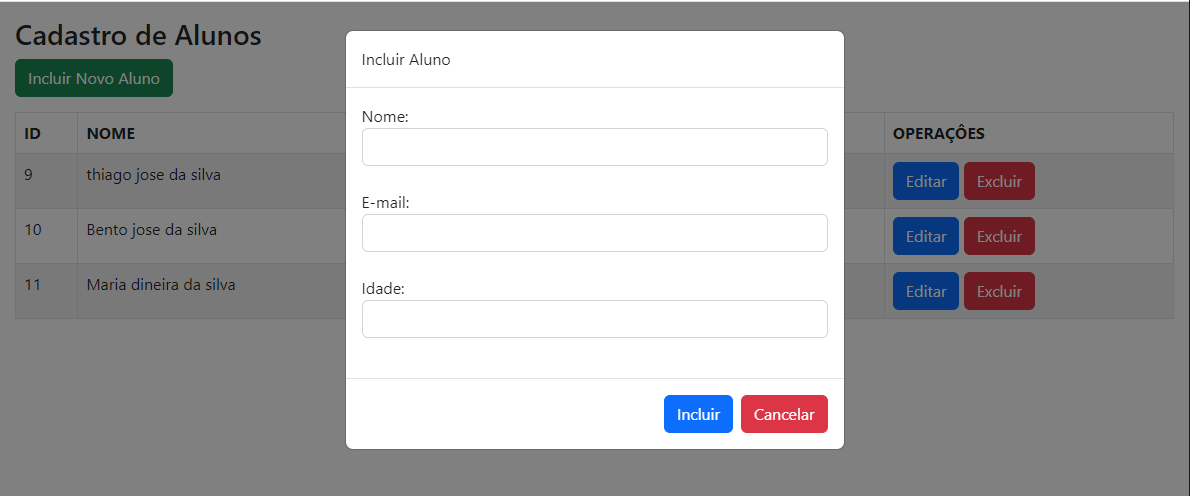 Cadastro de Alunos
Incluir Novo Aluno
ID NOME OPERAÇÔES
9 thiago jose da silva Editar Excluir
10 Bento jose da silva Editar Excluir
11 Maria dineira da silva Editar Excluir
Incluir Aluno
Nome:
E-mail:
Idade:
Incluir Cancelar